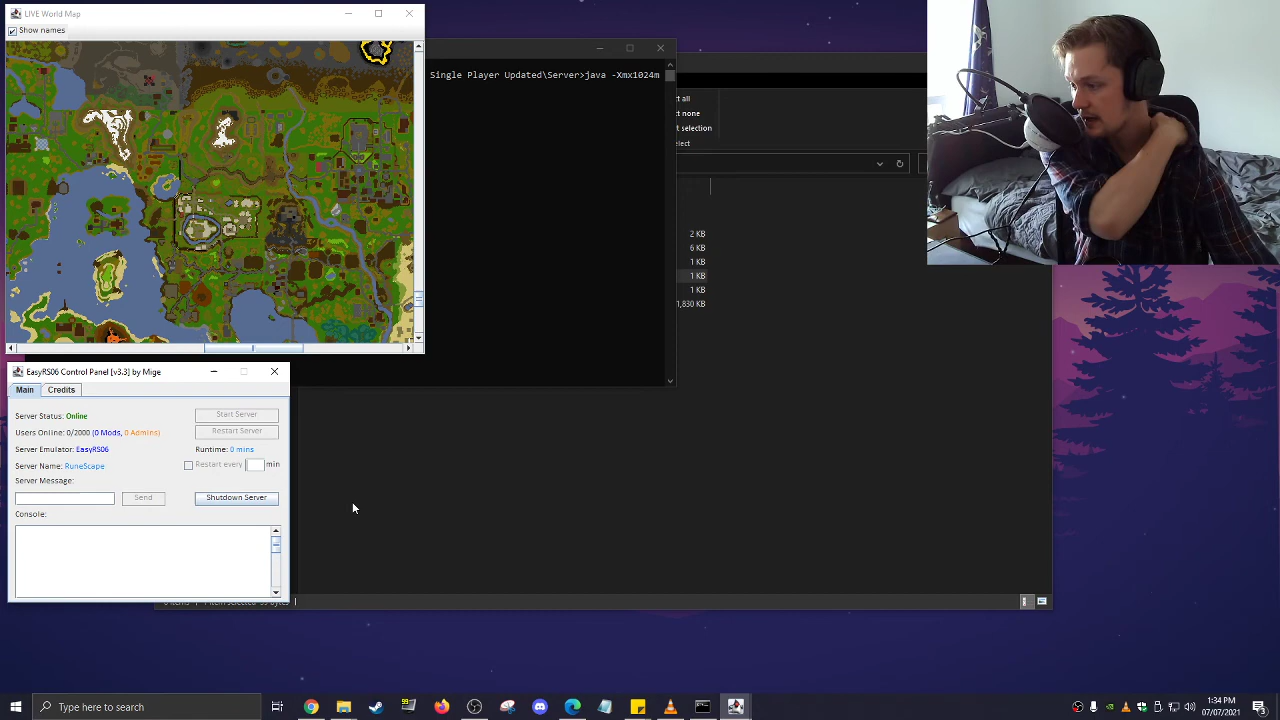 LIVE World Map
Show names
Single Player Updated\Server>java -Xmx1024m
ct all
ct none
t selection
lect
2 KB
6 KB
1 KB
1 KB
1 KB
1,830 KB
EasyRS06 Control Panel [v3.3] by Mige
Main Credits
Server Status: Online
Start Server
Users Online: 0/2000 (0 Mods, 0 Admins)
Restart Server
Server Emulator: EasyRS06
Runtime: 0 mins
Server Name: RuneScape
Restart every min
Server Message:
Send
Shutdown Server
Console:
Type here to search
1:34 PM
07/07/2021